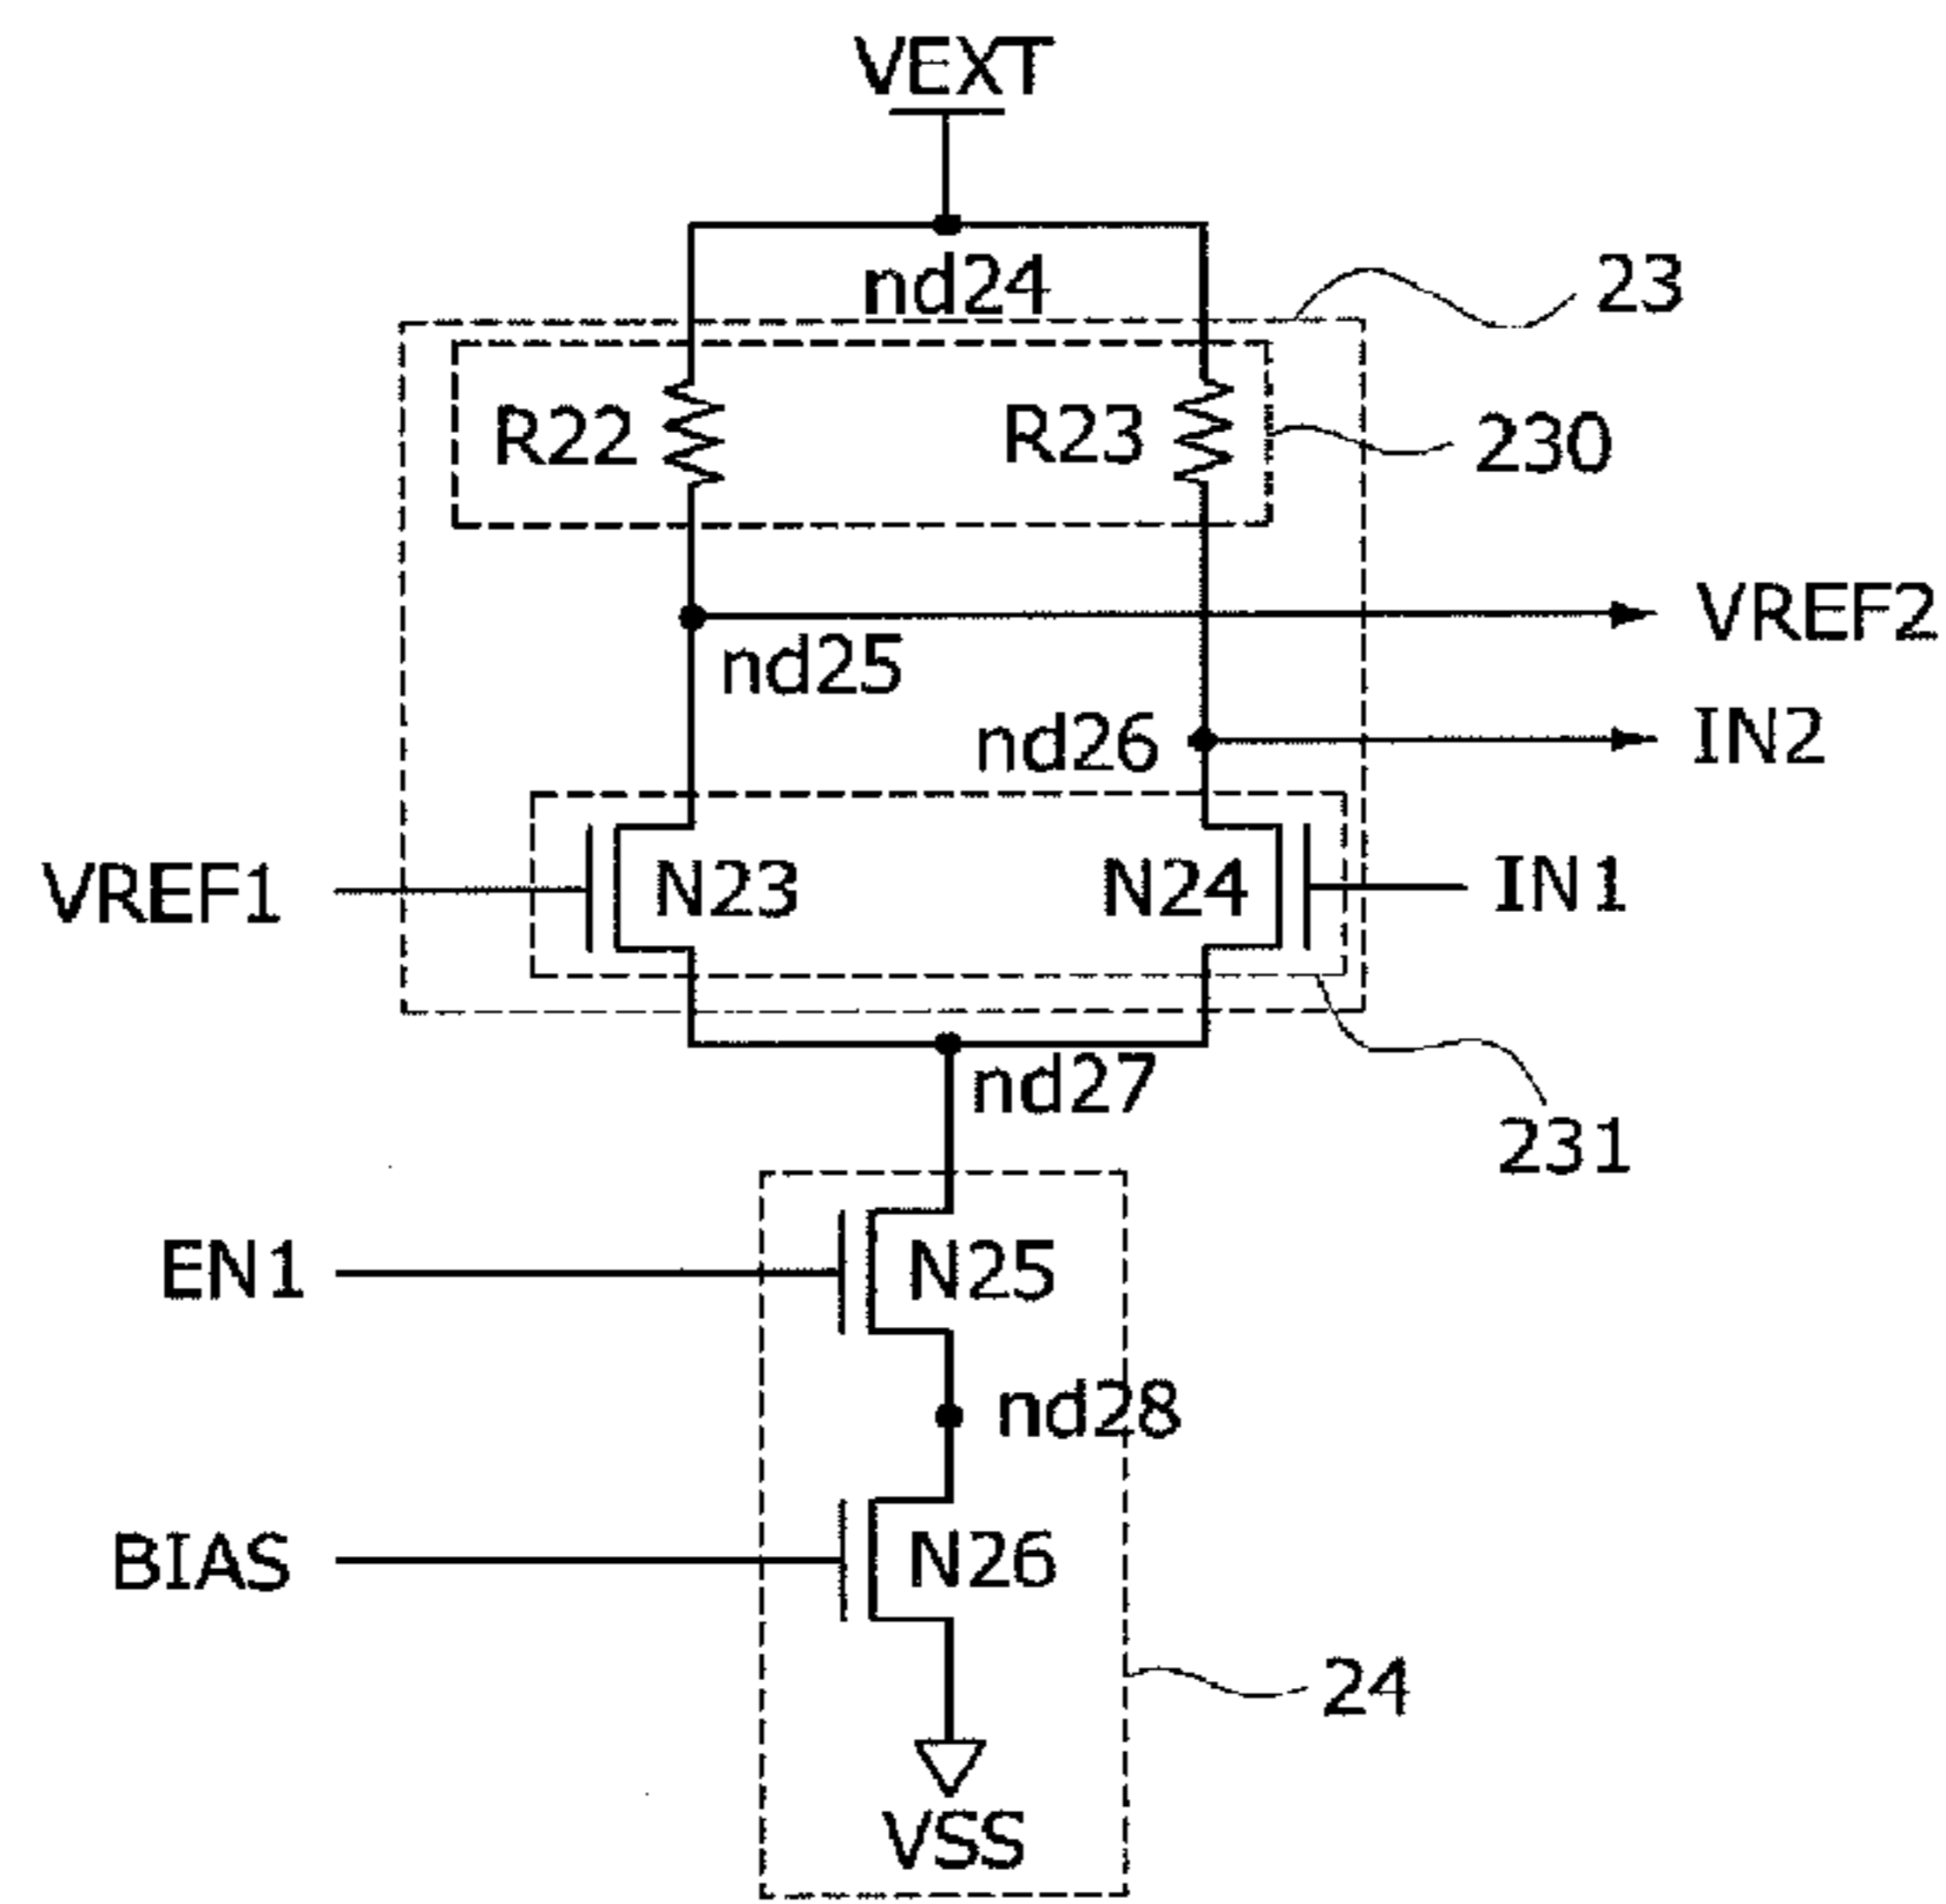 VEXT
nd24
23
R22
R23
230
VREF2
nd25
nd26
IN2
VREF1
N23
N24
IN1
nd27
231
EN1
N25
nd28
BIAS
N26
24
VSS